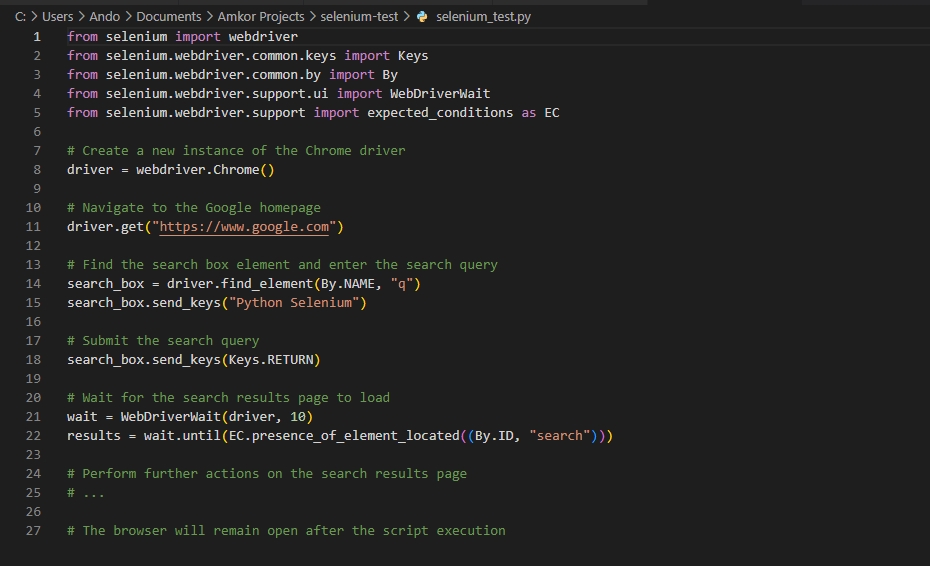 C: > Users > Ando > Documents > Amkor Projects > selenium-test > selenium_test.py
1 from selenium import webdriver
2 from selenium.webdriver.common.keys import Keys
3 from selenium.webdriver.common.by import By
4 from selenium.webdriver.support.ui import WebDriverWait
5 from selenium.webdriver.support import expected_conditions as EC
6
7 # Create a new instance of the Chrome driver
8 driver = webdriver.Chrome()
9
10 # Navigate to the Google homepage
11 driver.get("https://www.google.com")
12
13 # Find the search box element and enter the search query
14 search_box = driver.find_element(By.NAME, "q")
15 search_box.send_keys("Python Selenium")
16
17 # Submit the search query
18 search_box.send_keys(Keys.RETURN)
19
20 # Wait for the search results page to load
21 wait = WebDriverWait(driver, 10)
22 results = wait.until(EC.presence_of_element_located((By.ID, "search")))
23
24 # Perform further actions on the search results page
25 # ...
26
27 # The browser will remain open after the script execution